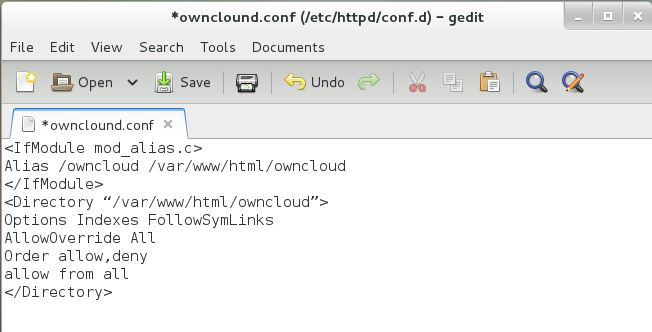 *ownclound.conf (/etc/httpd/conf.d) – gedit
File Edit View Search Tools Documents
Open Save Undo
*ownclound.conf
<IfModule mod_alias.c>
Alias /owncloud /var/www/html/owncloud
</IfModule>
<Directory “/var/www/html/owncloud”>
Options Indexes FollowSymLinks
AllowOverride All
Order allow,deny
allow from all
</Directory>